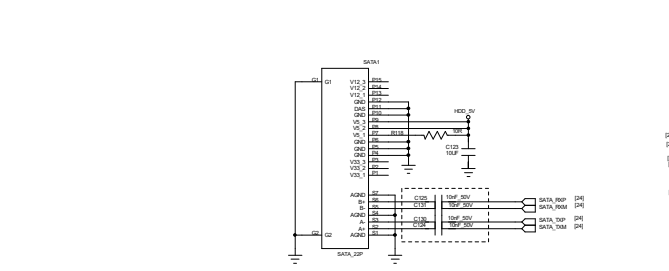 SATA1
G1 G1 V12_3 P15
V12_2 P14
V12_1 P13
GND P12
DAS P11
GND P10
V5_3 P9
V5_2 P8
V5_1 P7 R118 10R
GND P6
GND P5
GND P4
V33_3 P3
V33_2 P2
V33_1 P1
HDD_5V
C123
10UF
AGND S7
B+ S6 C125 10nF_50V SATA_RXP [24]
B- S5 C131 10nF_50V SATA_RXM [24]
AGND S4
A- S3 C130 10nF_50V SATA_TXP [24]
A+ S2 C124 10nF_50V SATA_TXM [24]
G2 G2 AGND S1
SATA_22P